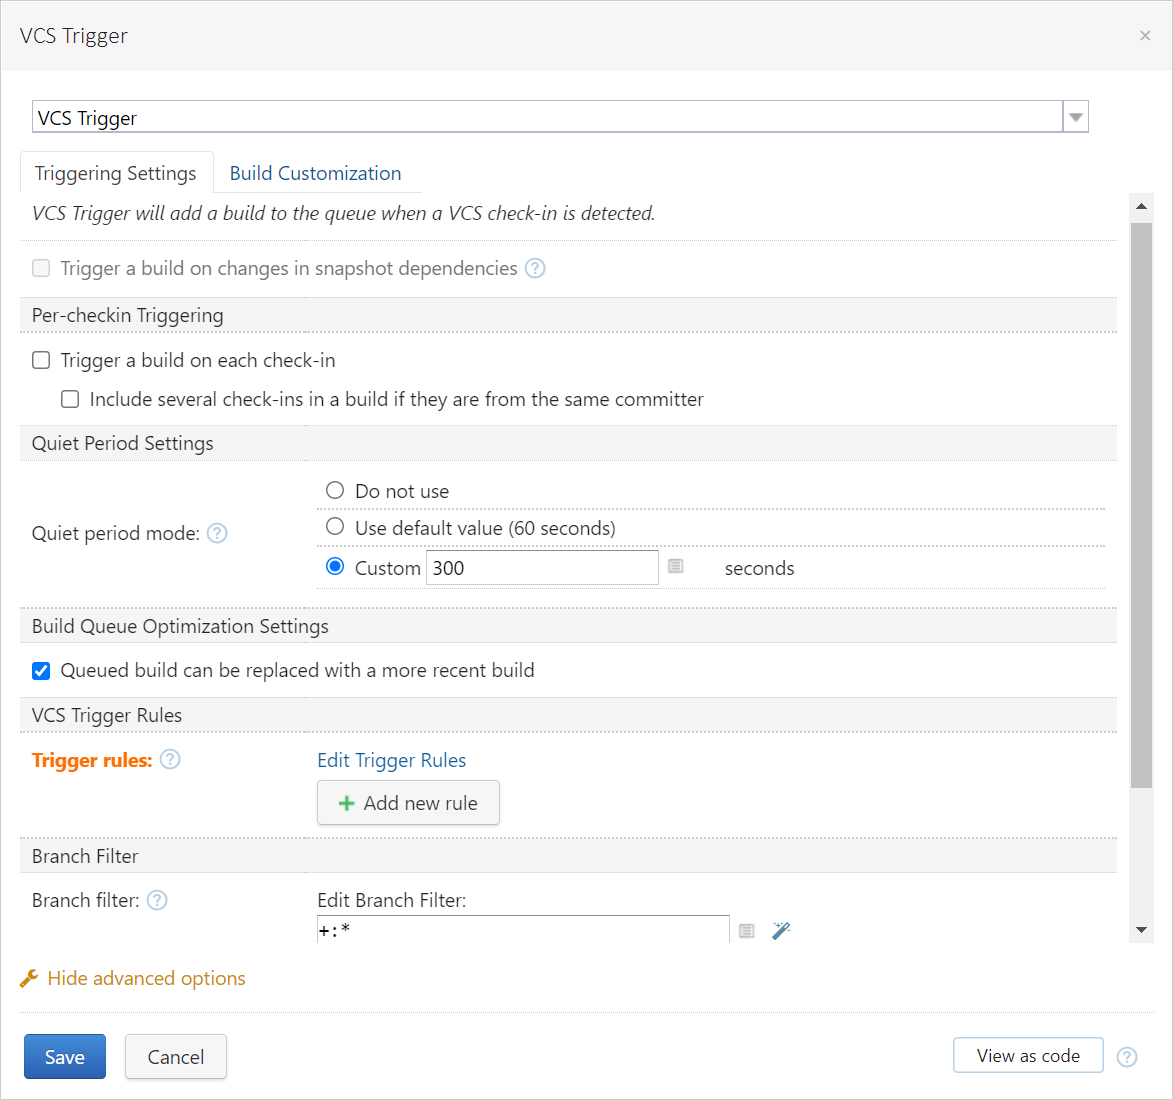 VCS Trigger
×
VCS Trigger
Triggering Settings
Build Customization
VCS Trigger will add a build to the queue when a VCS check-in is detected.
Trigger a build on changes in snapshot dependencies ?
Per-checkin Triggering
Trigger a build on each check-in
Include several check-ins in a build if they are from the same committer
Quiet Period Settings
Quiet period mode: ?
Do not use
Use default value (60 seconds)
Custom 300 seconds
Build Queue Optimization Settings
Queued build can be replaced with a more recent build
VCS Trigger Rules
Trigger rules: ?
Edit Trigger Rules
+ Add new rule
Branch Filter
Branch filter: ?
Edit Branch Filter:
+:*
Hide advanced options
Save
Cancel
View as code ?